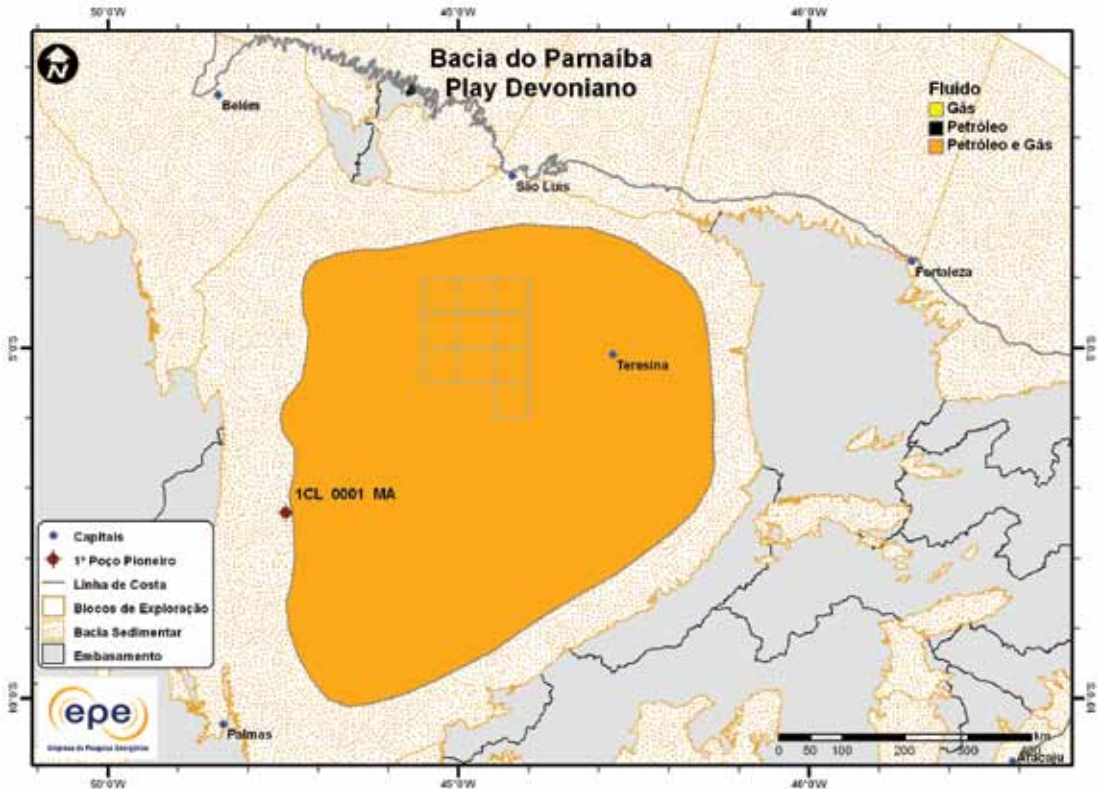 50°0'W 45°0'W 40°0'W
Bacia do Parnaíba
Play Devoniano
Fluido
Gás
Petróleo
Petróleo e Gás
N
Belém
São Luis
Fortaleza
5°0'S 5°0'S
Teresina
1CL 0001 MA
Capitais
1º Poço Pioneiro
Linha de Costa
Blocos de Exploração
Bacia Sedimentar
Embasamento
10°0'S 10°0'S
epe
Empresa de Pesquisa Energética
Palmas
km
0 50 100 200 300 400
Aracaju
50°0'W 45°0'W 40°0'W